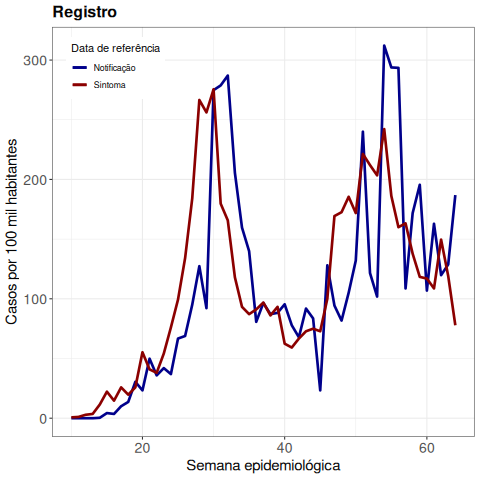 Registro
Data de referência
Notificação
Sintoma
Casos por 100 mil habitantes
300
200
100
0
20
40
60
Semana epidemiológica